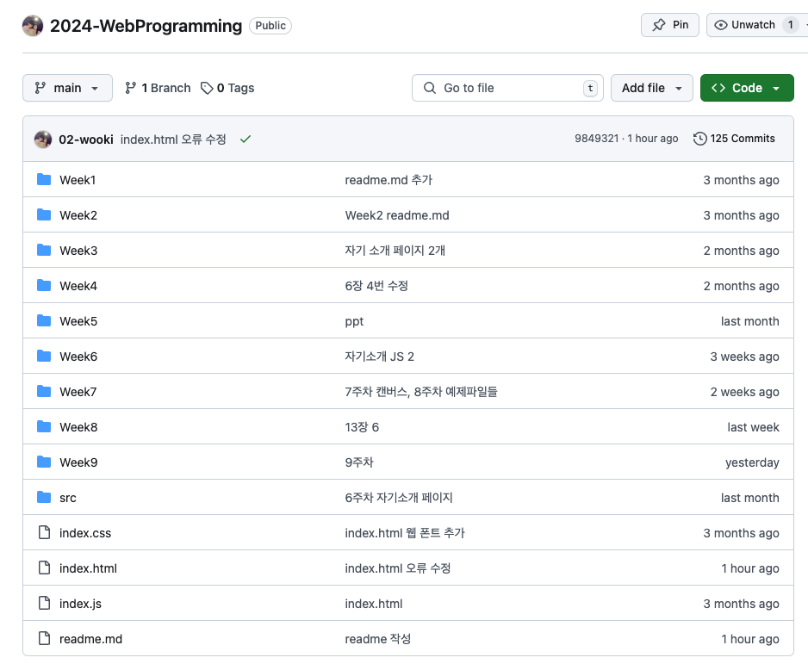 2024-WebProgramming Public Pin Unwatch 1
main 1 Branch 0 Tags Go to file t Add file Code
02-wooki index.html 오류 수정 9849321 · 1 hour ago 125 Commits
Week1 readme.md 추가 3 months ago
Week2 Week2 readme.md 3 months ago
Week3 자기 소개 페이지 2개 2 months ago
Week4 6장 4번 수정 2 months ago
Week5 ppt last month
Week6 자기소개 JS 2 3 weeks ago
Week7 7주차 캔버스, 8주차 예제파일들 2 weeks ago
Week8 13장 6 last week
Week9 9주차 yesterday
src 6주차 자기소개 페이지 last month
index.css index.html 웹 폰트 추가 3 months ago
index.html index.html 오류 수정 1 hour ago
index.js index.html 3 months ago
readme.md readme 작성 1 hour ago